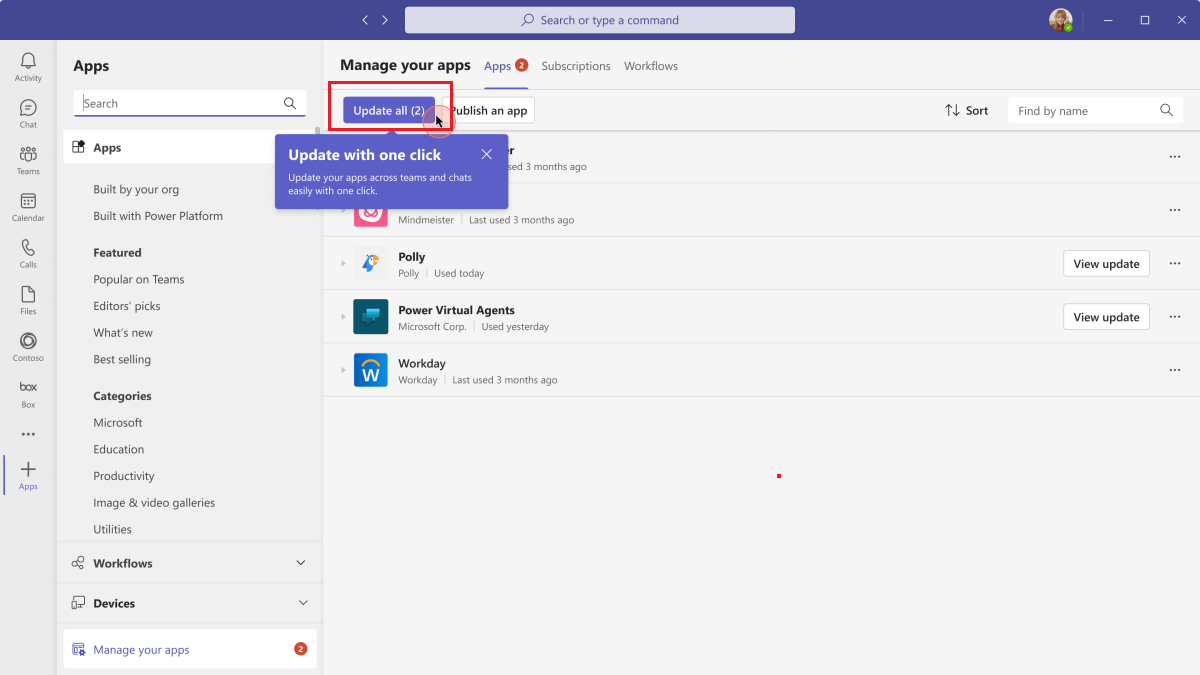 Search or type a command
Activity
Chat
Teams
Calendar
Calls
Files
Contoso
box
Box
Apps
Apps
Search
Apps
Built by your org
Built with Power Platform
Featured
Popular on Teams
Editors' picks
What's new
Best selling
Categories
Microsoft
Education
Productivity
Image & video galleries
Utilities
Workflows
Devices
Manage your apps 2
Manage your apps Apps 2 Subscriptions Workflows
Update all (2) Publish an app Sort Find by name
Update with one click
Update your apps across teams and chats
easily with one click.
3 months ago
Mindmeister Last used 3 months ago
Polly
Polly Used today
View update
Power Virtual Agents
Microsoft Corp. Used yesterday
View update
W
Workday
Workday Last used 3 months ago